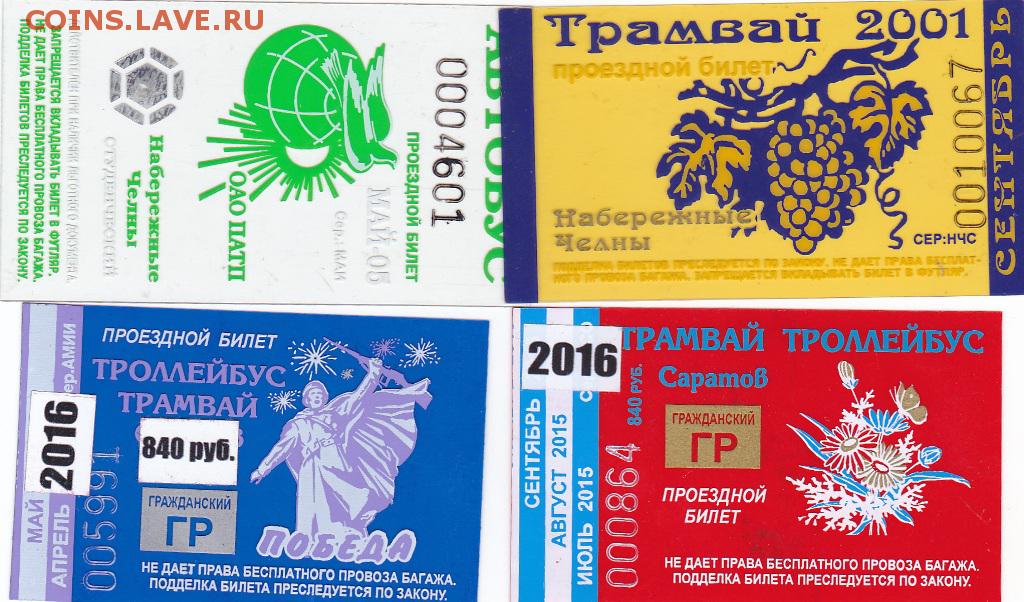 COINS.LAVE.RU
АВТОБУС
0004601
ПРОЕЗДНОЙ БИЛЕТ
МАЙ-05
ОАО ПАТП
Набережные
Челны
студенческий
ЗАПРЕЩАЕТСЯ ВКЛАДЫВАТЬ БИЛЕТ В ФУТЛЯР.
НЕ ДАЕТ ПРАВА БЕСПЛАТНОГО ПРОВОЗА БАГАЖА.
ПОДДЕЛКА БИЛЕТОВ ПРЕСЛЕДУЕТСЯ ПО ЗАКОНУ.
Трамвай 2001
проездной билет
Набережные
Челны
СЕР:НЧС
0010067
СЕНТЯБРЬ
ПОДДЕЛКА БИЛЕТОВ ПРЕСЛЕДУЕТСЯ ПО ЗАКОНУ. НЕ ДАЕТ ПРАВА БЕСПЛАТ-
НОГО ПРОВОЗА БАГАЖА. ЗАПРЕЩАЕТСЯ ВКЛАДЫВАТЬ БИЛЕТ В ФУТЛЯР.
ПРОЕЗДНОЙ БИЛЕТ
ТРОЛЛЕЙБУС
ТРАМВАЙ
сер.АМИИ
2016
840 руб.
МАЙ
АПРЕЛЬ
005991
ГРАЖДАНСКИЙ
ГР
ПОБЕДА
НЕ ДАЕТ ПРАВА БЕСПЛАТНОГО ПРОВОЗА БАГАЖА.
ПОДДЕЛКА БИЛЕТА ПРЕСЛЕДУЕТСЯ ПО ЗАКОНУ.
2016
ТРАМВАЙ ТРОЛЛЕЙБУС
Саратов
840 РУБ.
СЕНТЯБРЬ
АВГУСТ 2015
ИЮЛЬ 2015
000864
ГРАЖДАНСКИЙ
ГР
ПРОЕЗДНОЙ
БИЛЕТ
НЕ ДАЕТ ПРАВА БЕСПЛАТНОГО ПРОВОЗА БАГАЖА.
ПОДДЕЛКА БИЛЕТА ПРЕСЛЕДУЕТСЯ ПО ЗАКОНУ.